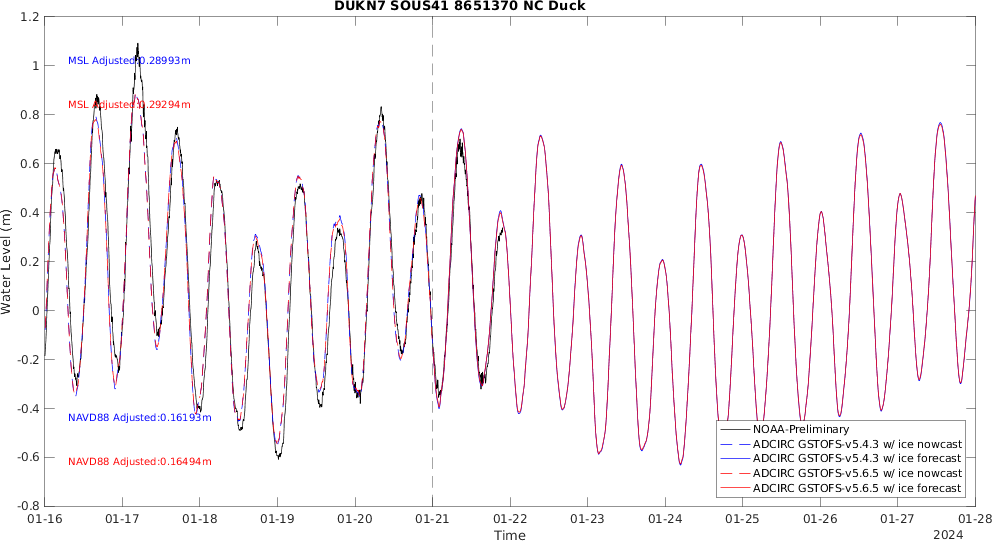 DUKN7 SOUS41 8651370 NC Duck
1.2
1
0.8
0.6
0.4
0.2
0
-0.2
-0.4
-0.6
-0.8
Water Level (m)
MSL Adjusted:0.28993m
MSL Adjusted:0.29294m
NAVD88 Adjusted:0.16193m
NAVD88 Adjusted:0.16494m
NOAA-Preliminary
ADCIRC GSTOFS-v5.4.3 w/ ice nowcast
ADCIRC GSTOFS-v5.4.3 w/ ice forecast
ADCIRC GSTOFS-v5.6.5 w/ ice nowcast
ADCIRC GSTOFS-v5.6.5 w/ ice forecast
01-16 01-17 01-18 01-19 01-20 01-21 01-22 01-23 01-24 01-25 01-26 01-27 01-28
Time
2024